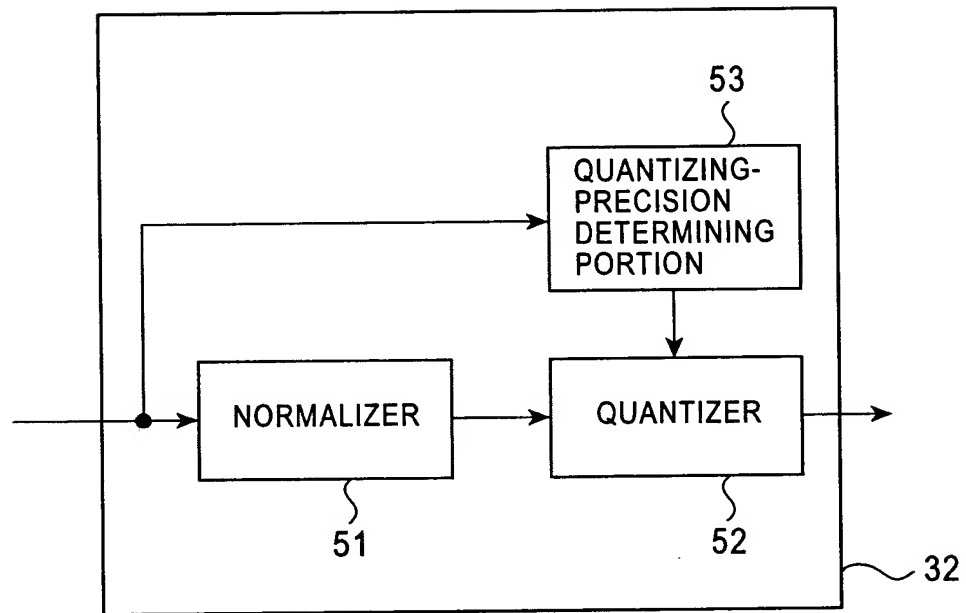 53
QUANTIZING-
PRECISION
DETERMINING
PORTION
NORMALIZER
QUANTIZER
51
52
32